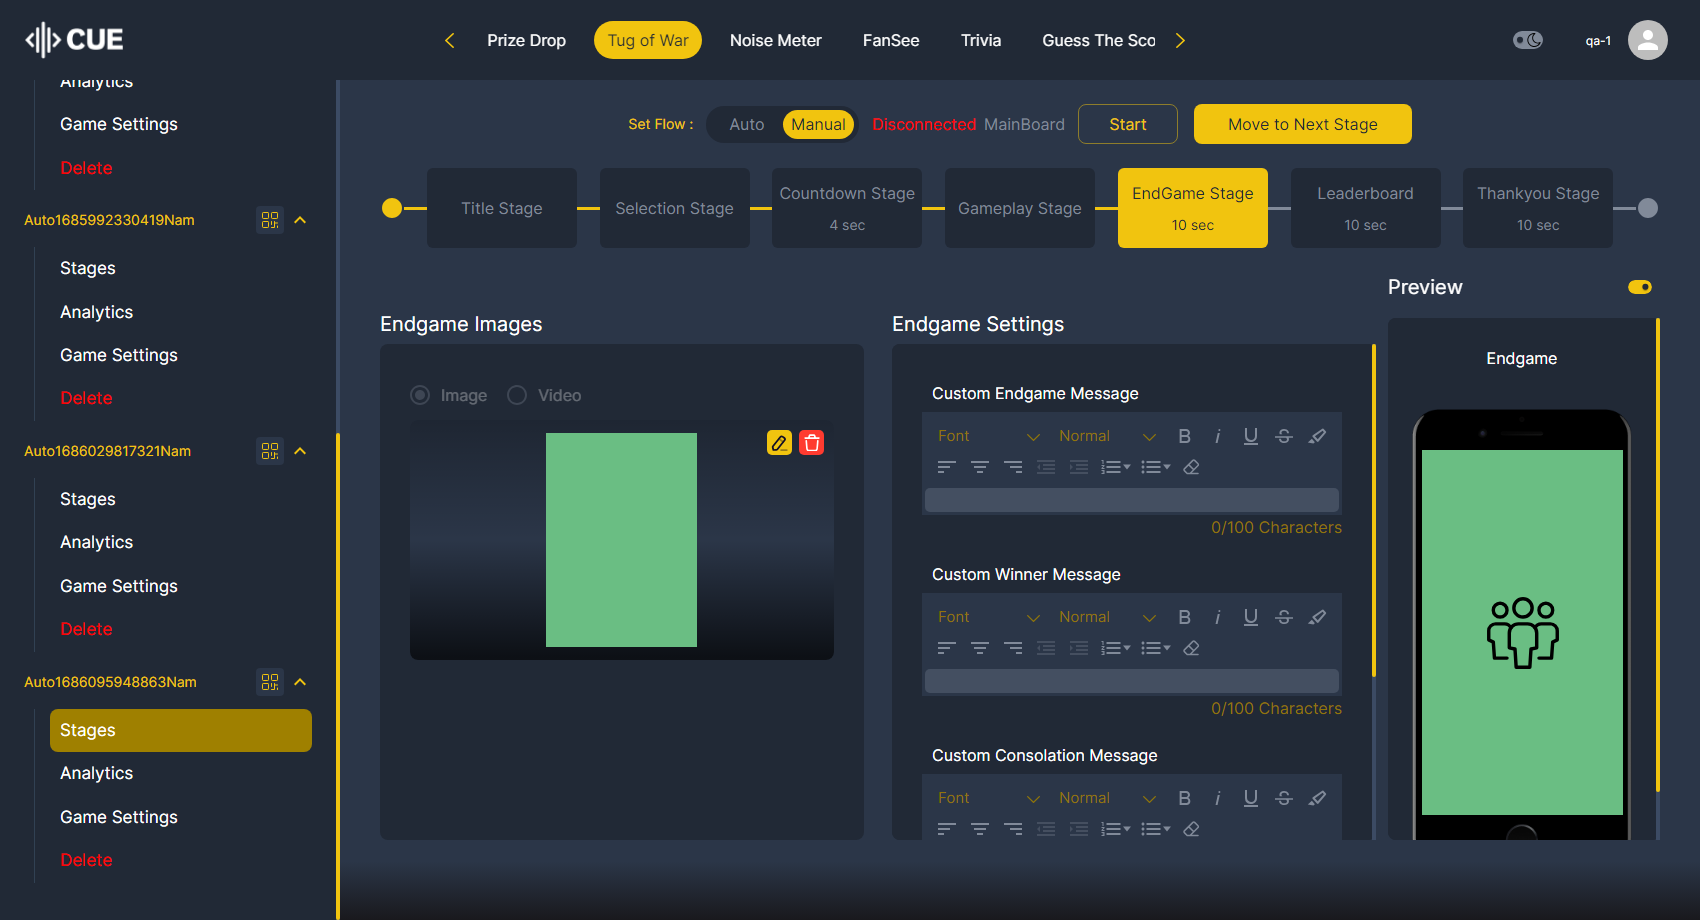 CUE
Prize Drop
Tug of War
Noise Meter
FanSee
Trivia
Guess The Sco
qa-1
Analytics
Game Settings
Delete
Auto1685992330419Nam
Stages
Analytics
Game Settings
Delete
Auto1686029817321Nam
Stages
Analytics
Game Settings
Delete
Auto1686095948863Nam
Stages
Analytics
Game Settings
Delete
Set Flow :
Auto
Manual
Disconnected MainBoard
Start
Move to Next Stage
Title Stage
Selection Stage
Countdown Stage
4 sec
Gameplay Stage
EndGame Stage
10 sec
Leaderboard
10 sec
Thankyou Stage
10 sec
Endgame Images
Image
Video
Endgame Settings
Custom Endgame Message
Font
Normal
B i U S
0/100 Characters
Custom Winner Message
Font
Normal
B i U S
0/100 Characters
Custom Consolation Message
Font
Normal
B i U S
Preview
Endgame